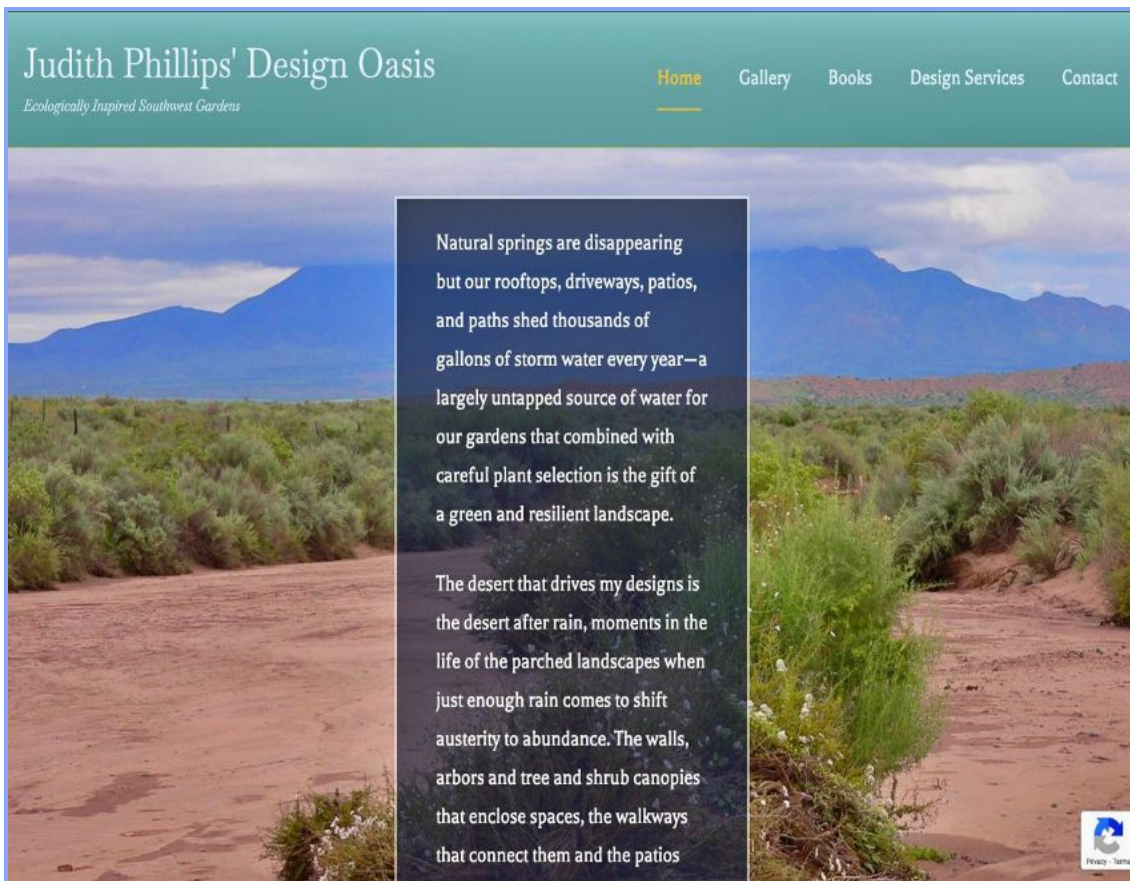 Judith Phillips' Design Oasis
Ecologically Inspired Southwest Gardens
Home Gallery Books Design Services Contact
Natural springs are disappearing
but our rooftops, driveways, patios,
and paths shed thousands of
gallons of storm water every year—a
largely untapped source of water for
our gardens that combined with
careful plant selection is the gift of
a green and resilient landscape.
The desert that drives my designs is
the desert after rain, moments in the
life of the parched landscapes when
just enough rain comes to shift
austerity to abundance. The walls,
arbors and tree and shrub canopies
that enclose spaces, the walkways
that connect them and the patios
Privacy - Terms